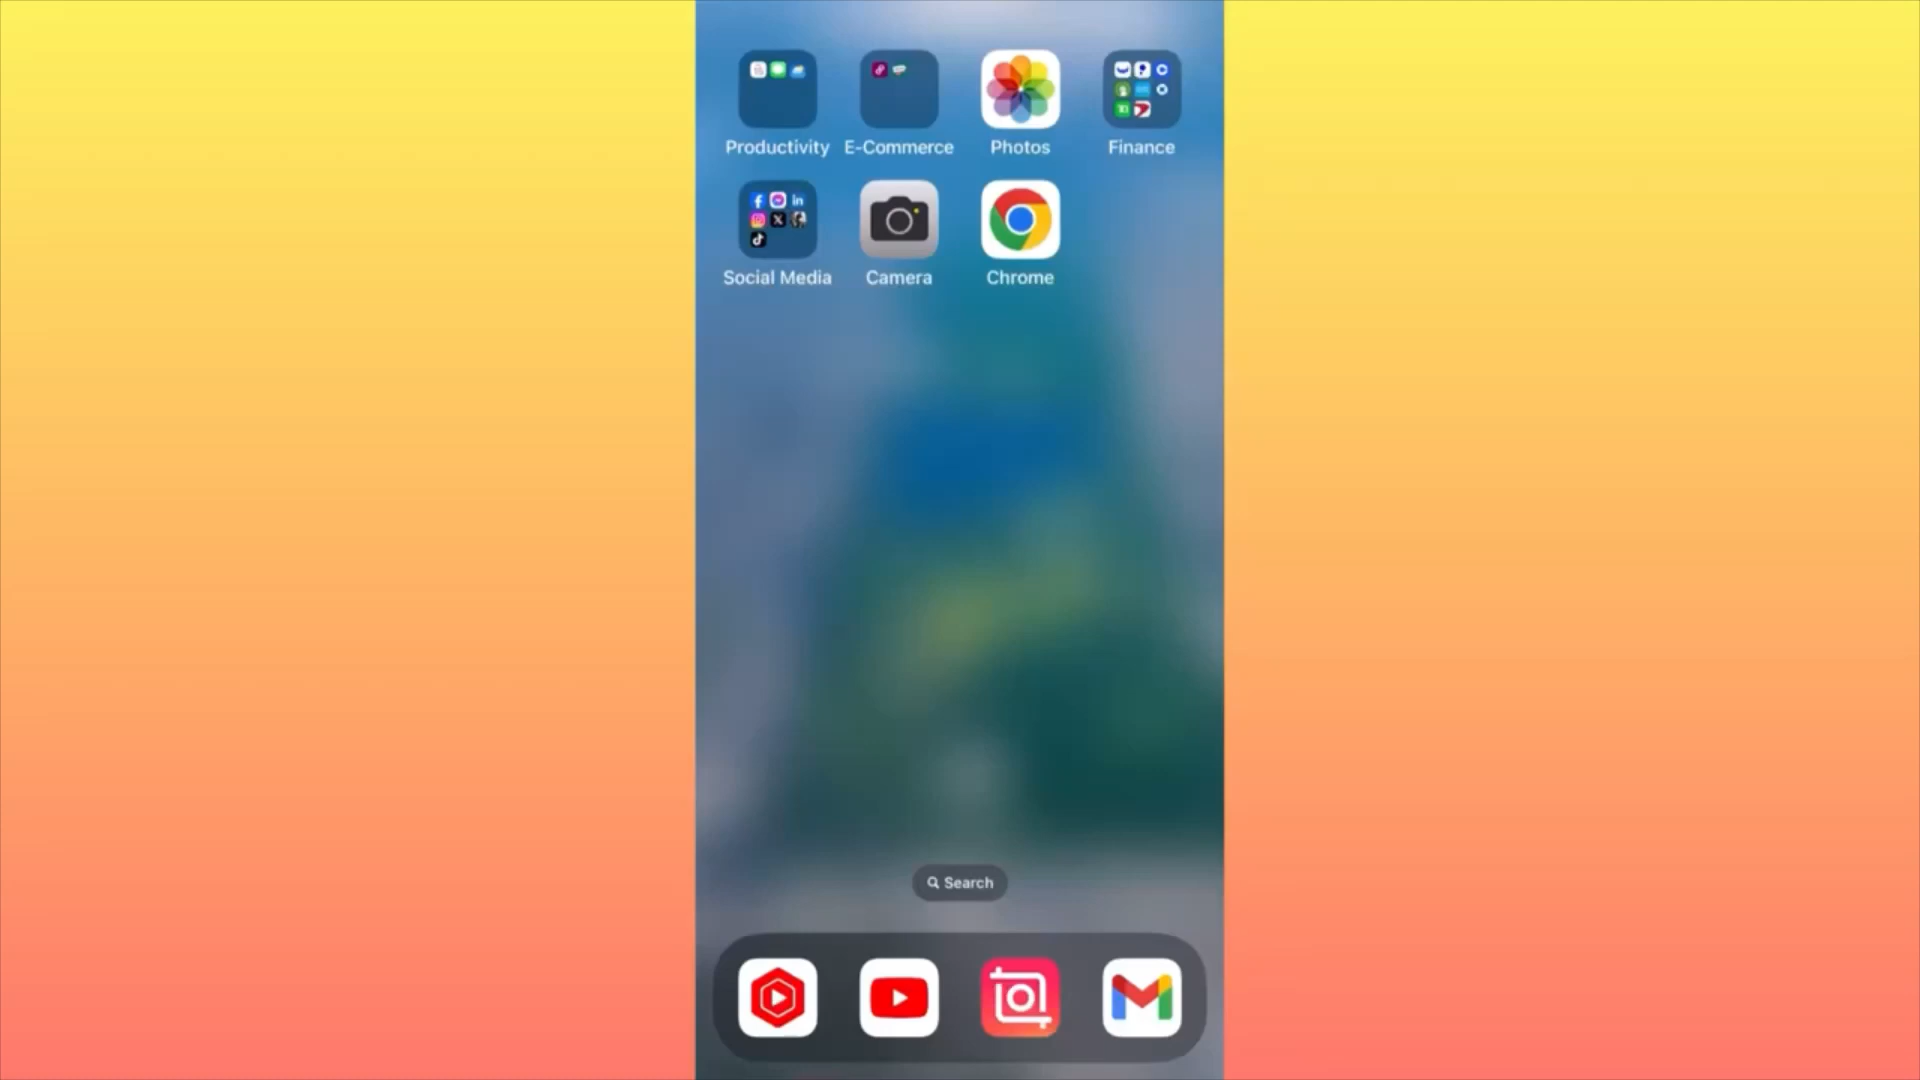 Productivity E-Commerce Photos Finance
Social Media Camera Chrome
Search